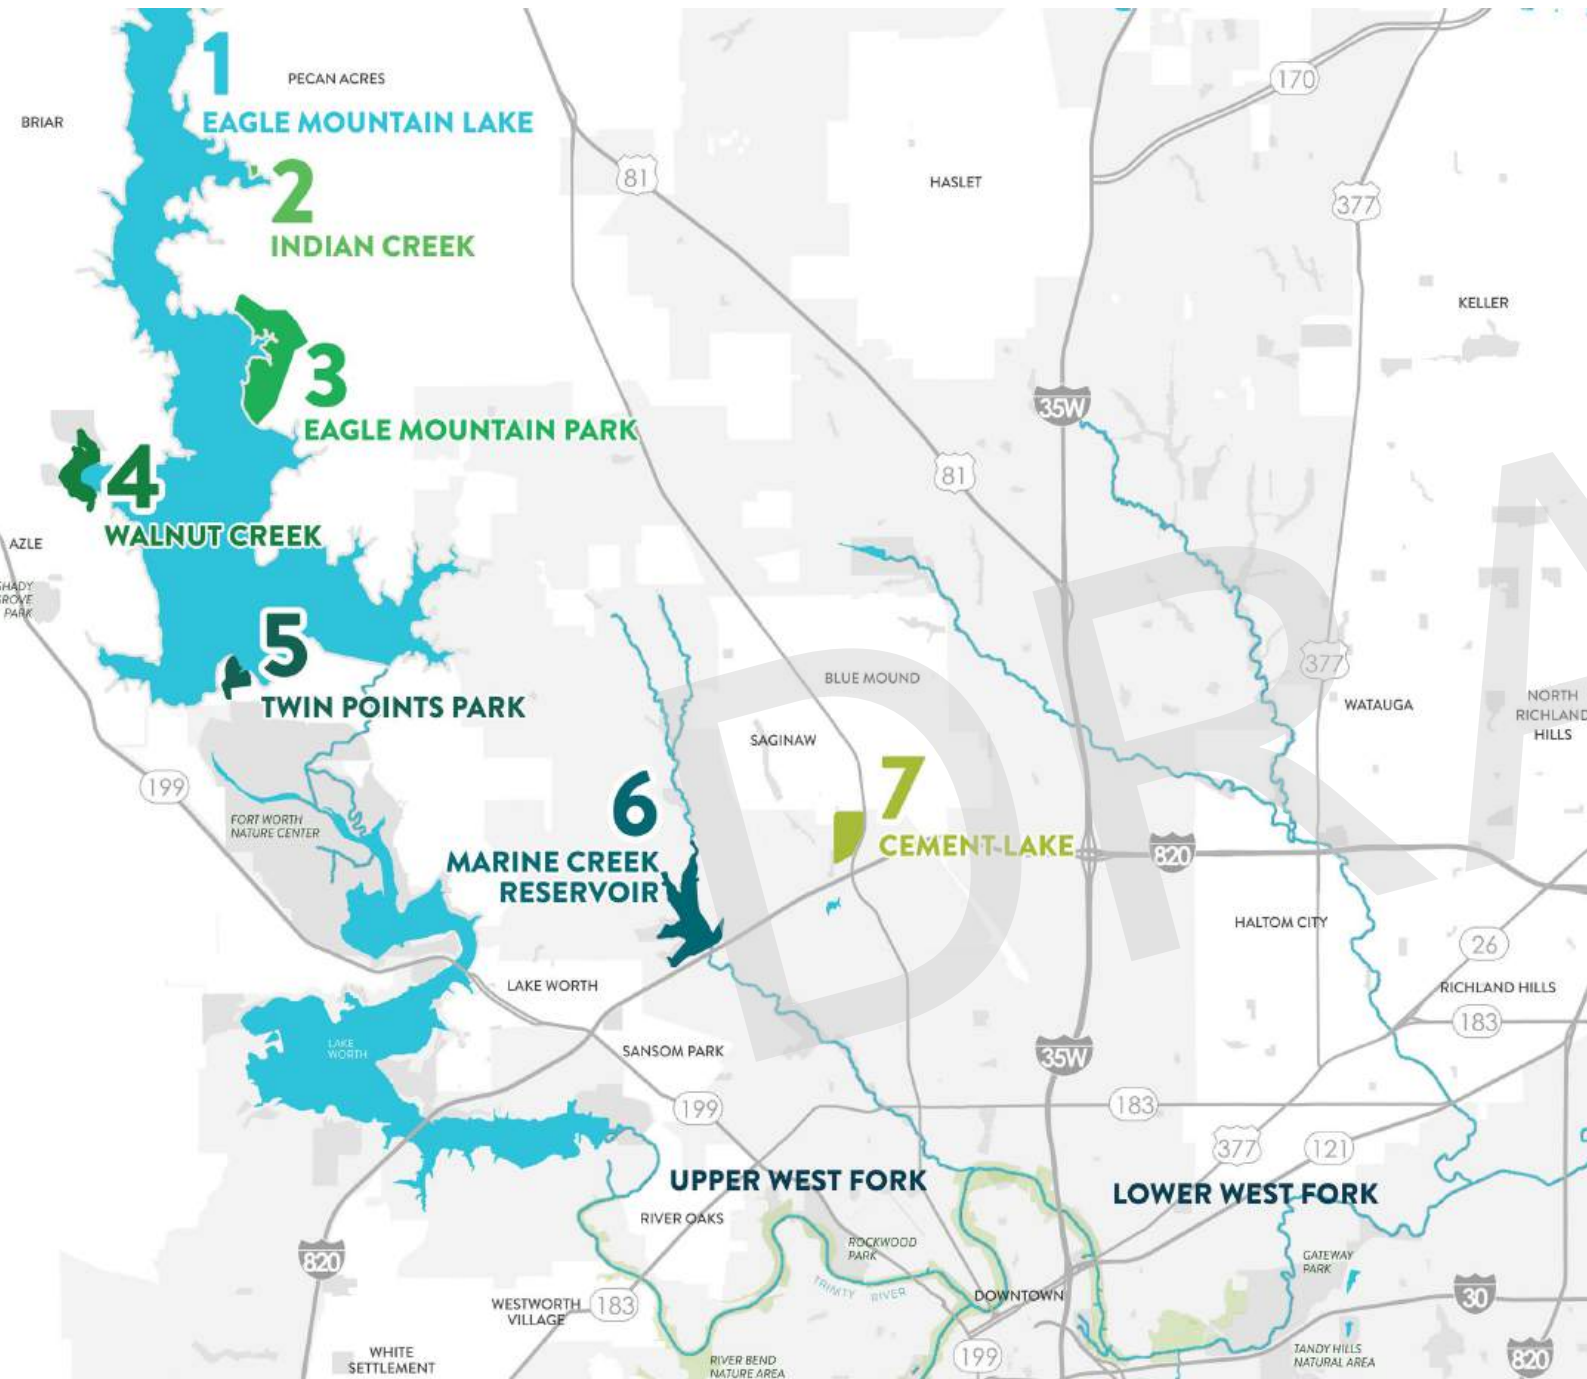 1
PECAN ACRES
EAGLE MOUNTAIN LAKE
BRIAR
170
2
INDIAN CREEK
81
HASLET
377
3
EAGLE MOUNTAIN PARK
KELLER
35W
4
WALNUT CREEK
81
AZLE
SHADY
GROVE
PARK
5
TWIN POINTS PARK
BLUE MOUND
377
WATAUGA
NORTH
RICHLAND
HILLS
SAGINAW
199
6
MARINE CREEK
RESERVOIR
7
CEMENT LAKE
FORT WORTH
NATURE CENTER
820
HALTOM CITY
26
LAKE WORTH
RICHLAND HILLS
183
LAKE
WORTH
SANSOM PARK
35W
199
183
377
121
UPPER WEST FORK
LOWER WEST FORK
RIVER OAKS
ROCKWOOD
PARK
820
GATEWAY
PARK
TRINITY RIVER
DOWNTOWN
WESTWORTH
VILLAGE
183
30
WHITE
SETTLEMENT
RIVER BEND
NATURE AREA
199
TANDY HILLS
NATURAL AREA
820
DRA